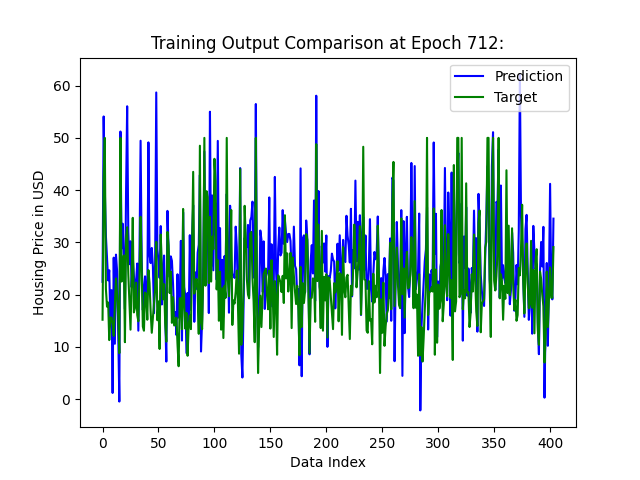 Training Output Comparison at Epoch 712:
Prediction
Target
Housing Price in USD
60
50
40
30
20
10
0
0 50 100 150 200 250 300 350 400
Data Index